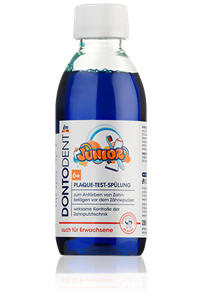 DONTODENT
JUNIOR
6+
PLAQUE-TEST-SPÜLUNG
zum Anfärben von Zahn-
belägen vor dem Zähneputzen
wirksame Kontrolle der
Zahnputztechnik
auch für Erwachsene